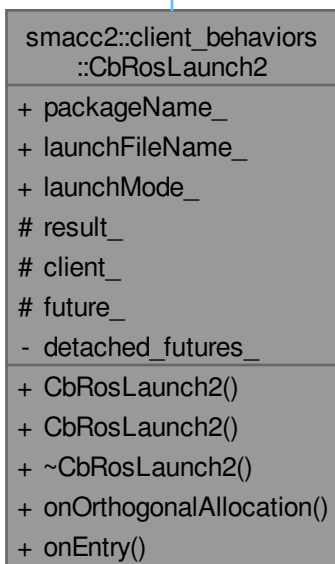 smacc2::client_behaviors
::CbRosLaunch2
+ packageName_
+ launchFileName_
+ launchMode_
# result_
# client_
# future_
- detached_futures_
+ CbRosLaunch2()
+ CbRosLaunch2()
+ ~CbRosLaunch2()
+ onOrthogonalAllocation()
+ onEntry()